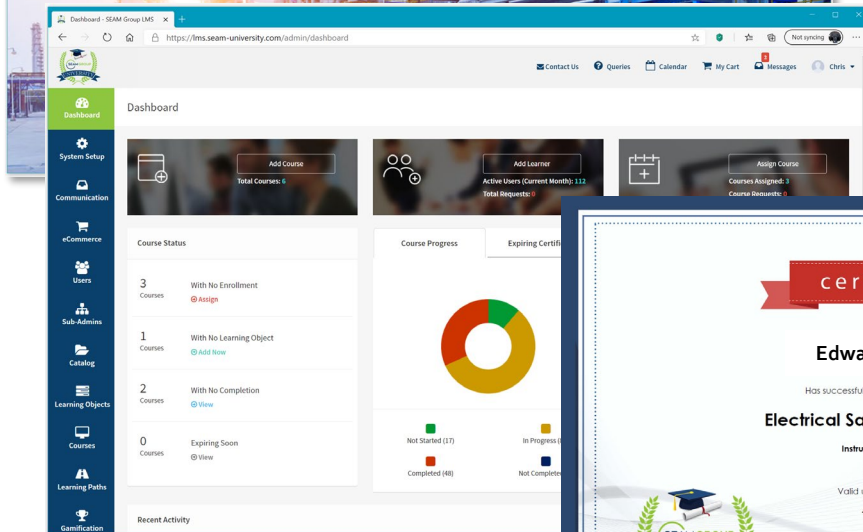 Dashboard - SEAM Group LMS
https://lms.seam-university.com/admin/dashboard
Not syncing
SEAM GROUP
UNIVERSITY
Contact Us
Queries
Calendar
My Cart
Messages
Chris
Dashboard
System Setup
Communication
eCommerce
Users
Sub-Admins
Catalog
Learning Objects
Courses
Learning Paths
Gamification
Dashboard
Add Course
Total Courses: 6
Add Learner
Active Users (Current Month): 112
Total Requests: 0
Assign Course
Courses Assigned: 3
Course Requests: 0
Course Status
3
Courses
With No Enrollment
Assign
1
Courses
With No Learning Object
Add Now
2
Courses
With No Completion
View
0
Courses
Expiring Soon
View
Course Progress
Expiring Certifi
Not Started (17)
In Progress (
Completed (48)
Not Complete
Recent Activity
cer
Edwa
Has successfu
Electrical Sa
Instru
Valid